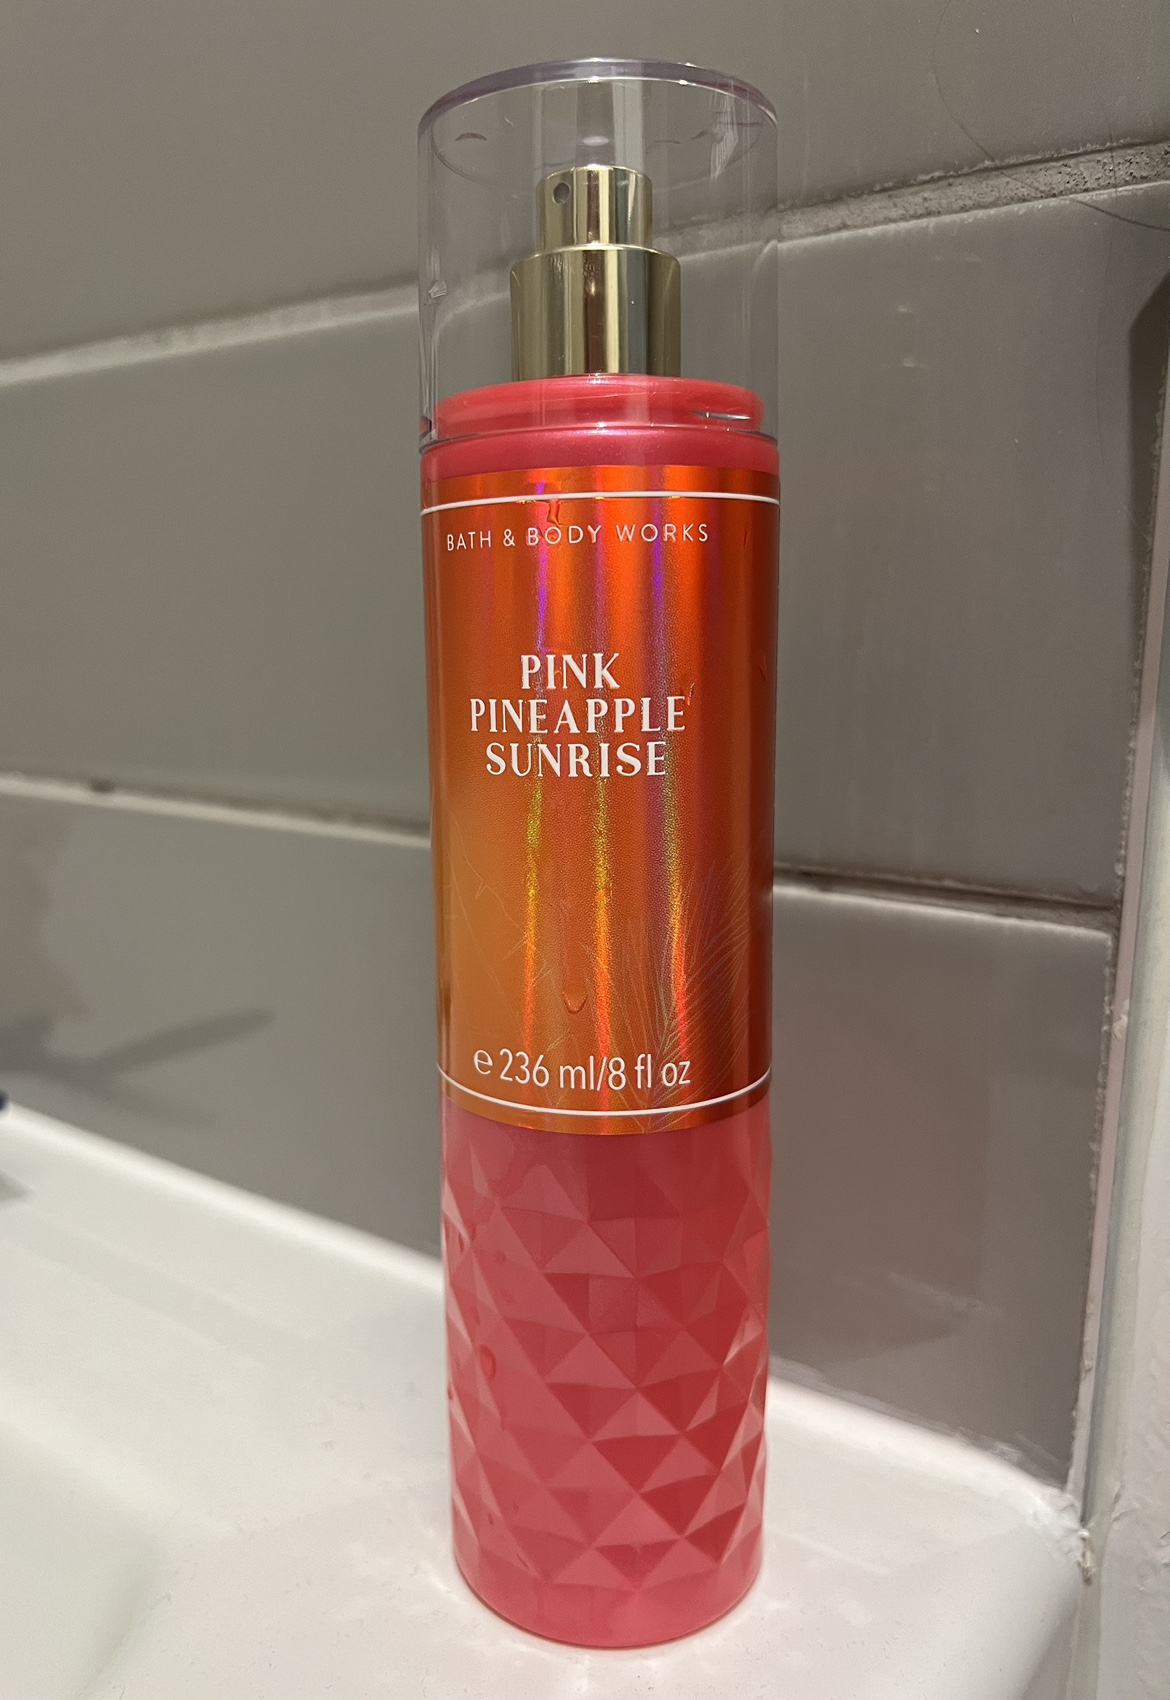 BATH & BODY WORKS
PINK
PINEAPPLE
SUNRISE
℮ 236 ml/8 fl oz